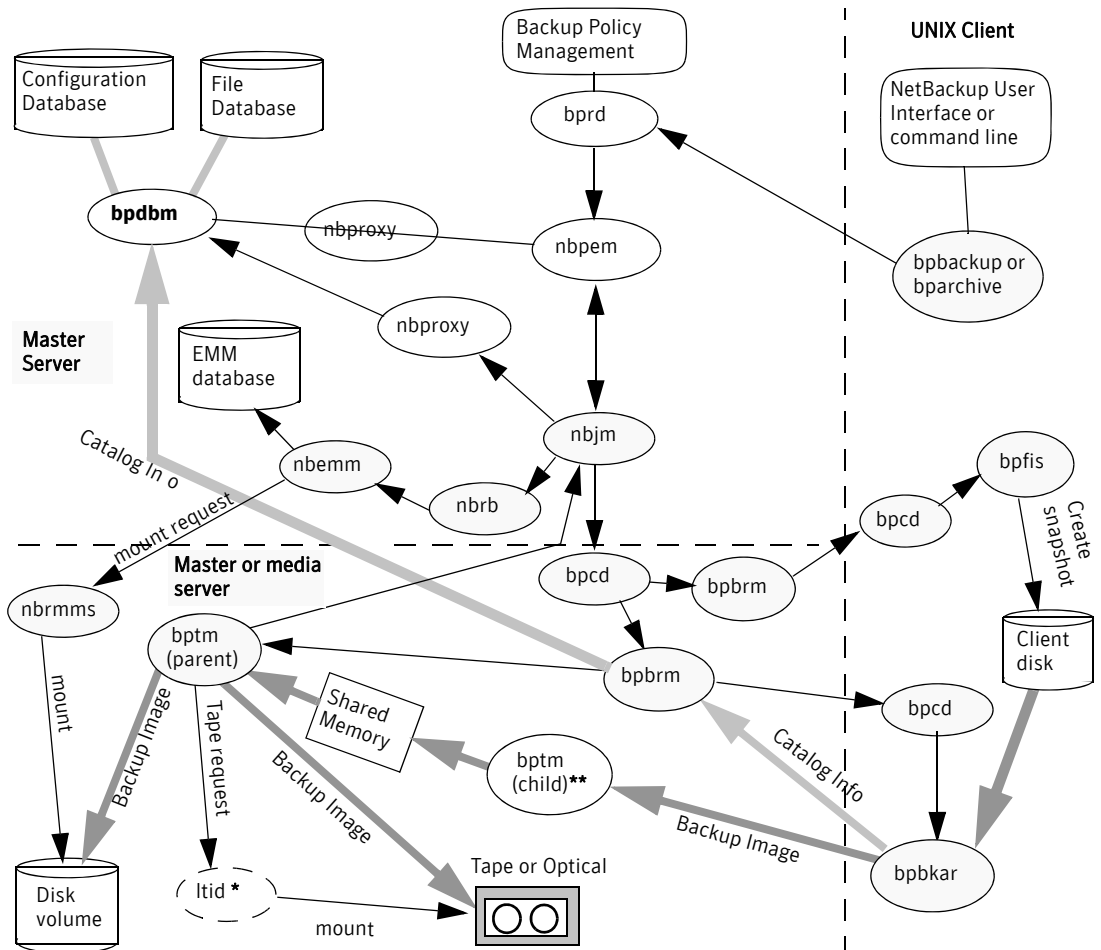 Backup Policy
Management
UNIX Client
Configuration
Database
File
Database
NetBackup User
Interface or
command line
bprd
bpdbm
nbproxy
nbpem
bpbackup or
bparchive
nbproxy
Master
Server
EMM
database
nbjm
Catalog In o
nbemm
bpfis
nbrb
bpcd
mount request
Create
snapshot
Master or media
server
bpcd
bpbrm
nbrmms
bptm
(parent)
Client
disk
bpbrm
mount
Backup Image
Tape request
Shared
Memory
bpcd
Backup Image
bptm
(child)**
Catalog Info
Backup Image
Tape or Optical
bpbkar
Disk
volume
ltid *
mount